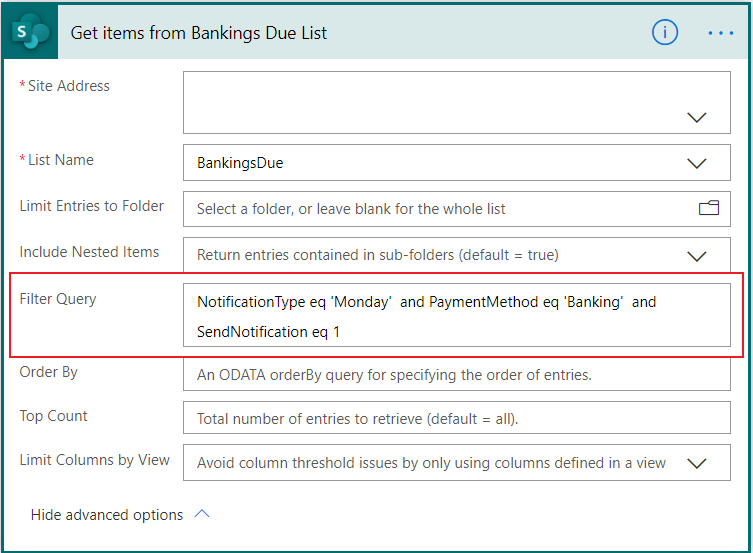 S
Get items from Bankings Due List
* Site Address
* List Name
BankingsDue
Limit Entries to Folder
Select a folder, or leave blank for the whole list
Include Nested Items
Return entries contained in sub-folders (default = true)
Filter Query
NotificationType eq 'Monday'  and PaymentMethod eq 'Banking'  and
SendNotification eq 1
Order By
An ODATA orderBy query for specifying the order of entries.
Top Count
Total number of entries to retrieve (default = all).
Limit Columns by View
Avoid column threshold issues by only using columns defined in a view
Hide advanced options